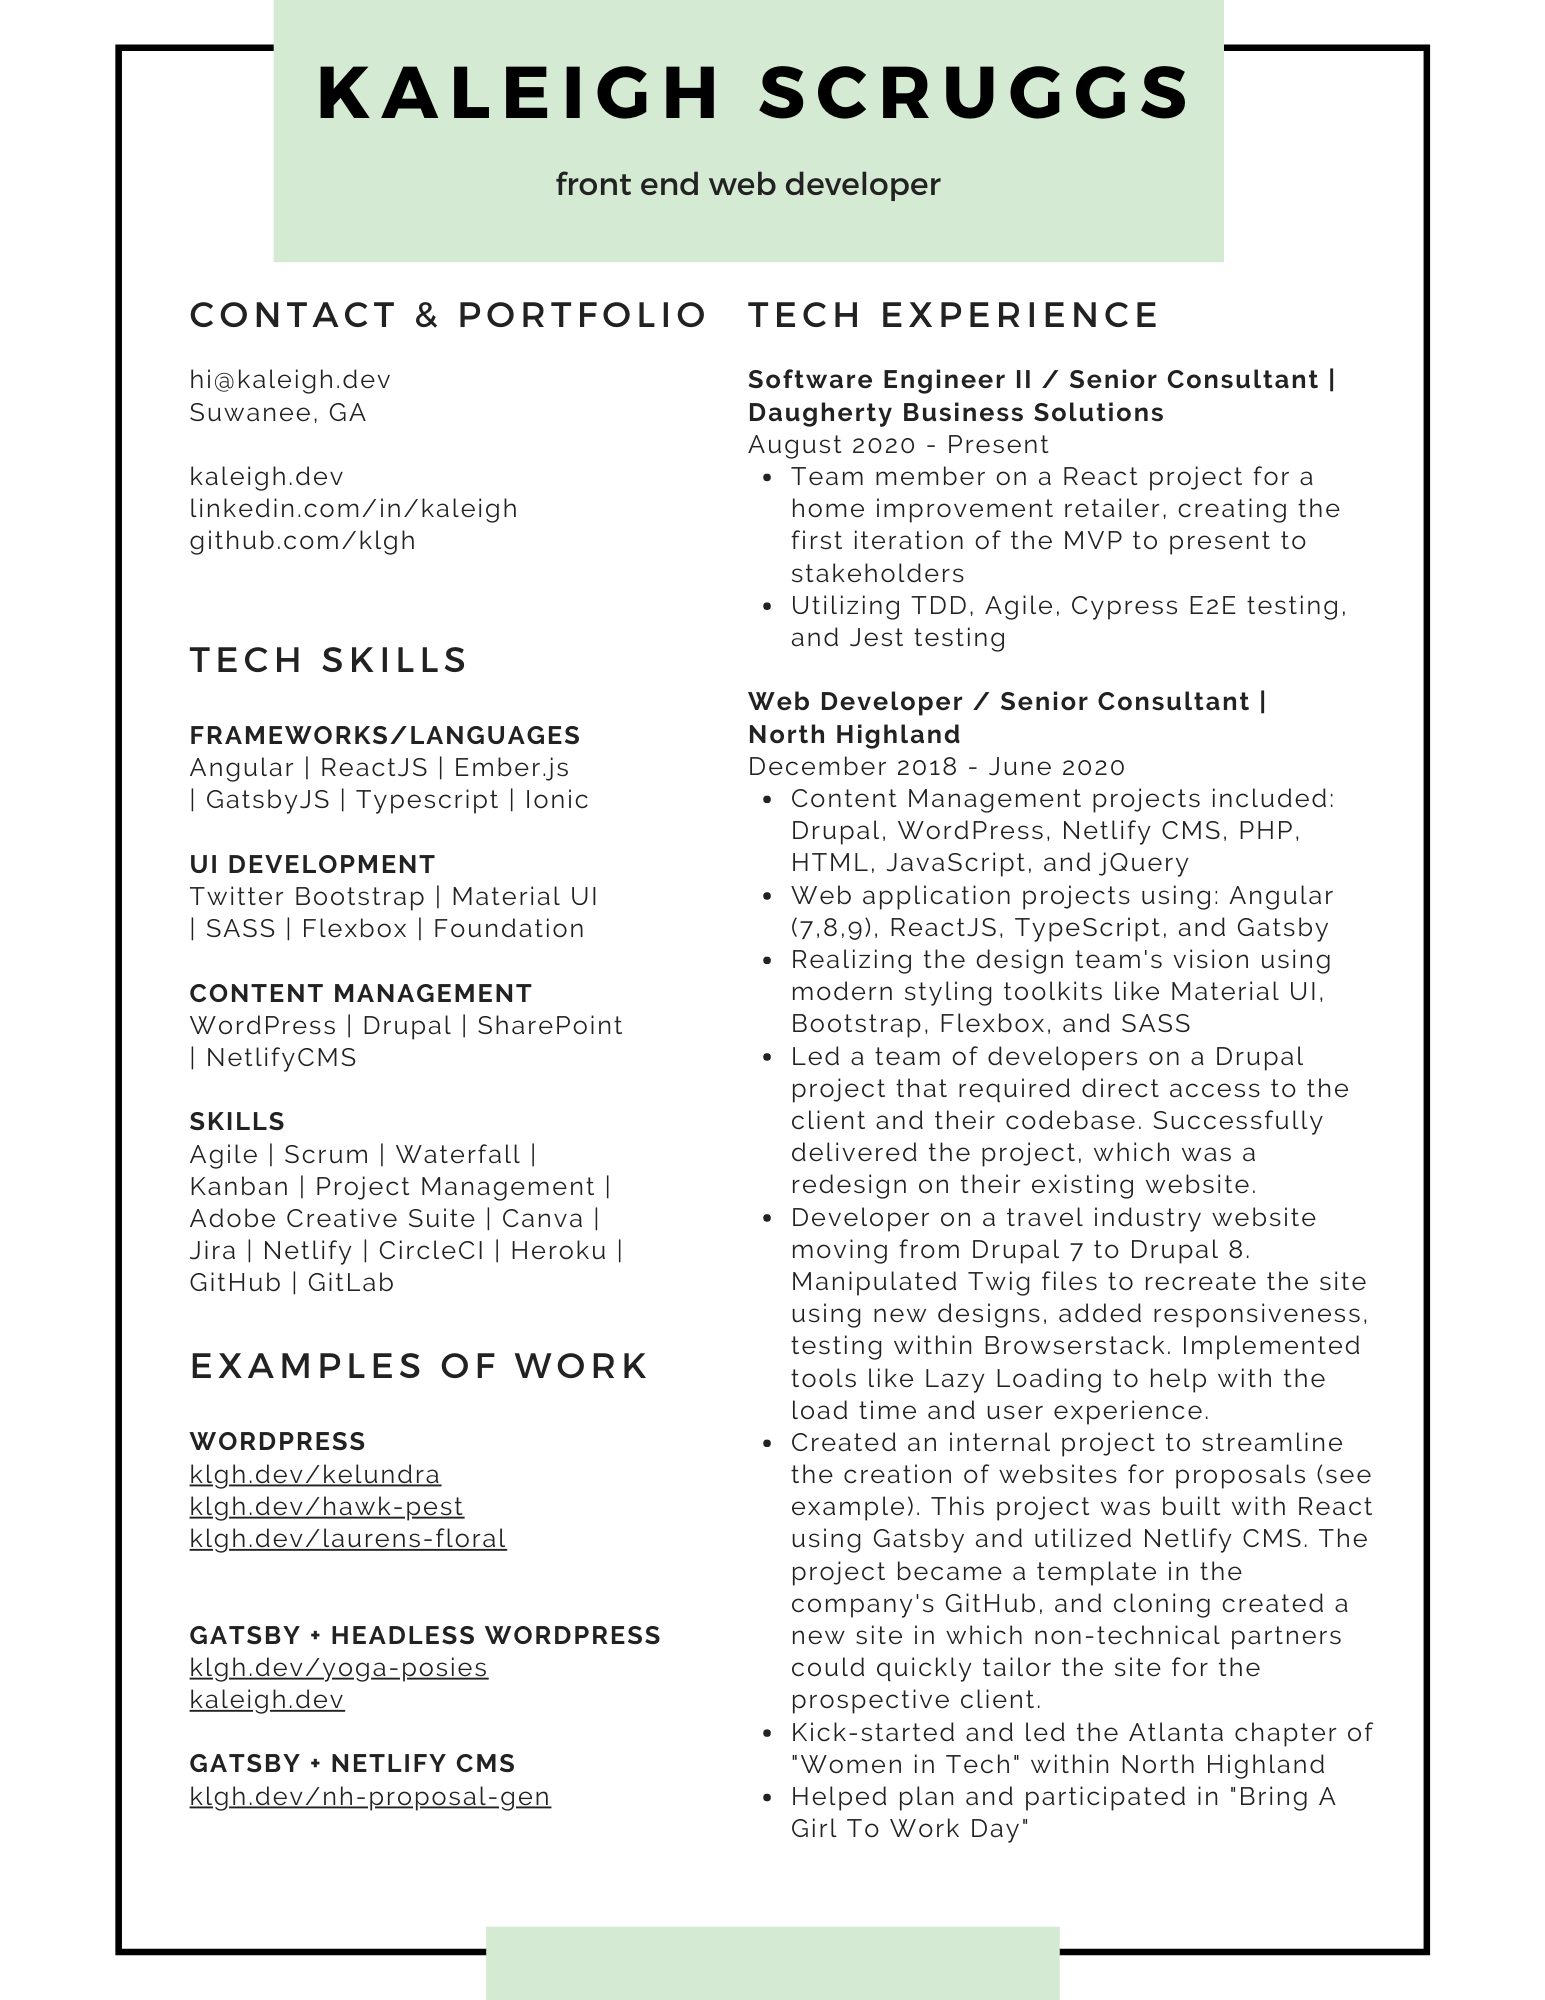 KALEIGH SCRUGGS
front end web developer
CONTACT & PORTFOLIO
hi@kaleigh.dev
Suwanee, GA
kaleigh.dev
linkedin.com/in/kaleigh
github.com/klgh
TECH SKILLS
FRAMEWORKS/LANGUAGES
Angular | ReactJS | Ember.js
| GatsbyJS | Typescript | Ionic
UI DEVELOPMENT
Twitter Bootstrap | Material UI
| SASS | Flexbox | Foundation
CONTENT MANAGEMENT
WordPress | Drupal | SharePoint
| NetlifyCMS
SKILLS
Agile | Scrum | Waterfall |
Kanban | Project Management |
Adobe Creative Suite | Canva |
Jira | Netlify | CircleCI | Heroku |
GitHub | GitLab
EXAMPLES OF WORK
WORDPRESS
klgh.dev/kelundra
klgh.dev/hawk-pest
klgh.dev/laurens-floral
GATSBY + HEADLESS WORDPRESS
klgh.dev/yoga-posies
kaleigh.dev
GATSBY + NETLIFY CMS
klgh.dev/nh-proposal-gen
TECH EXPERIENCE
Software Engineer II / Senior Consultant |
Daugherty Business Solutions
August 2020 - Present
• Team member on a React project for a
home improvement retailer, creating the
first iteration of the MVP to present to
stakeholders
• Utilizing TDD, Agile, Cypress E2E testing,
and Jest testing
Web Developer / Senior Consultant |
North Highland
December 2018 - June 2020
• Content Management projects included:
Drupal, WordPress, Netlify CMS, PHP,
HTML, JavaScript, and jQuery
• Web application projects using: Angular
(7,8,9), ReactJS, TypeScript, and Gatsby
• Realizing the design team's vision using
modern styling toolkits like Material UI,
Bootstrap, Flexbox, and SASS
• Led a team of developers on a Drupal
project that required direct access to the
client and their codebase. Successfully
delivered the project, which was a
redesign on their existing website.
• Developer on a travel industry website
moving from Drupal 7 to Drupal 8.
Manipulated Twig files to recreate the site
using new designs, added responsiveness,
testing within Browserstack. Implemented
tools like Lazy Loading to help with the
load time and user experience.
• Created an internal project to streamline
the creation of websites for proposals (see
example). This project was built with React
using Gatsby and utilized Netlify CMS. The
project became a template in the
company's GitHub, and cloning created a
new site in which non-technical partners
could quickly tailor the site for the
prospective client.
• Kick-started and led the Atlanta chapter of
"Women in Tech" within North Highland
• Helped plan and participated in "Bring A
Girl To Work Day"